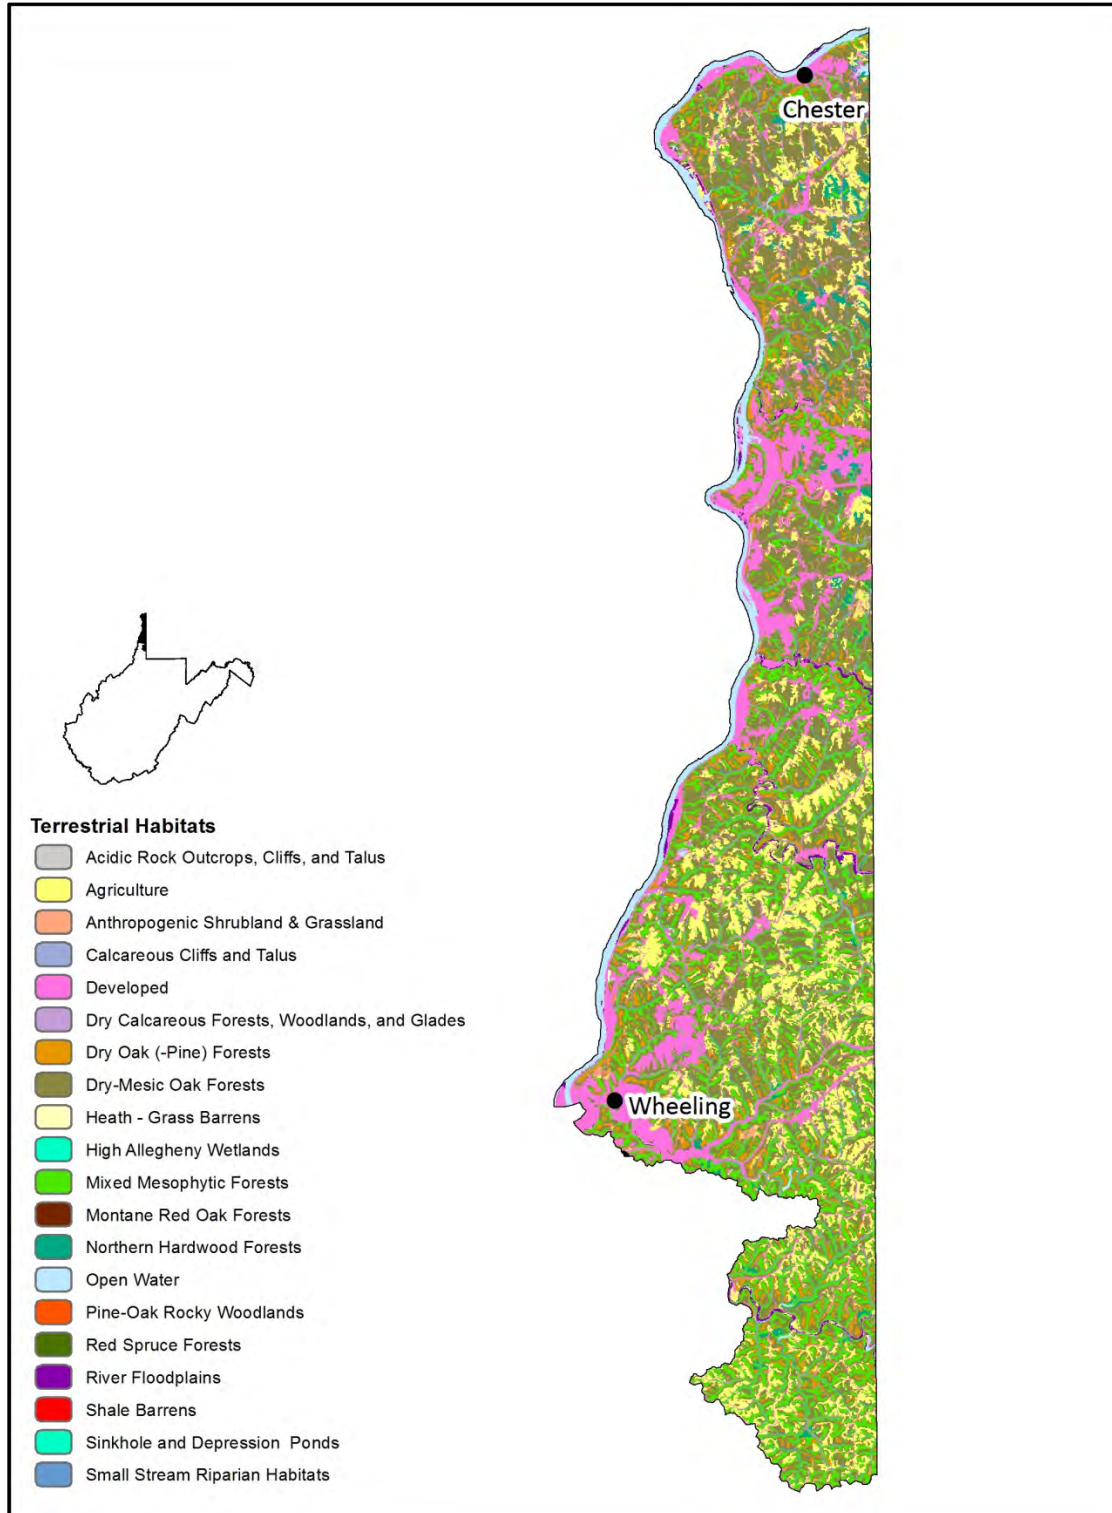 Chester
Wheeling
Terrestrial Habitats
Acidic Rock Outcrops, Cliffs, and Talus
Agriculture
Anthropogenic Shrubland & Grassland
Calcareous Cliffs and Talus
Developed
Dry Calcareous Forests, Woodlands, and Glades
Dry Oak (-Pine) Forests
Dry-Mesic Oak Forests
Heath - Grass Barrens
High Allegheny Wetlands
Mixed Mesophytic Forests
Montane Red Oak Forests
Northern Hardwood Forests
Open Water
Pine-Oak Rocky Woodlands
Red Spruce Forests
River Floodplains
Shale Barrens
Sinkhole and Depression Ponds
Small Stream Riparian Habitats